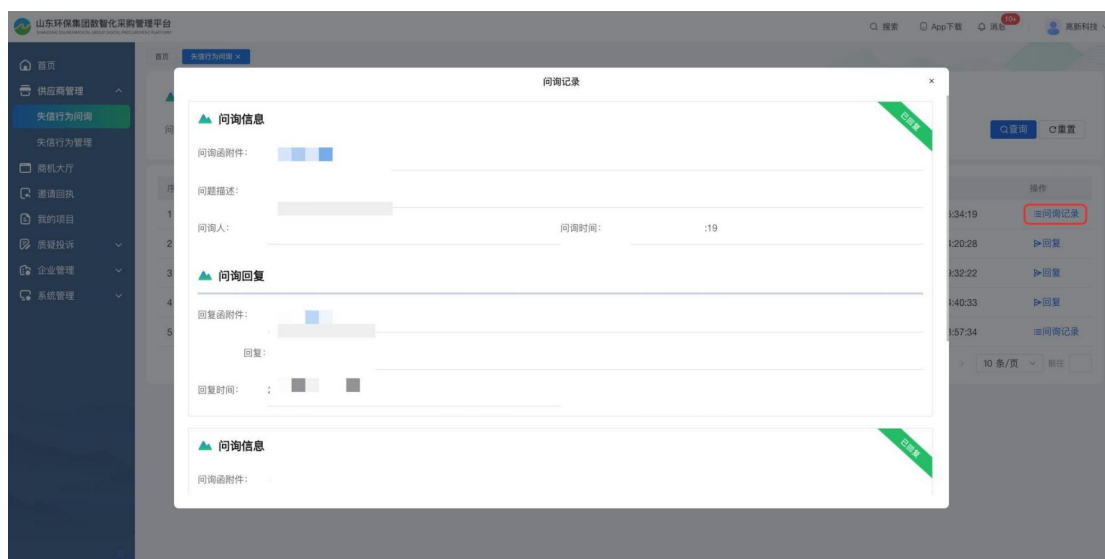 山东环保集团数智化采购管理平台
搜索 App下载 消息 10+ 高新科技
首页
供应商管理
失信行为问询
失信行为管理
商机大厅
邀请回执
我的项目
质疑投诉
企业管理
系统管理
首页 失信行为问询 ×
查询 重置
操作
1 :34:19 问询记录
2 :20:28 回复
3 :32:22 回复
4 :40:33 回复
5 :57:34 问询记录
10 条/页 前往
问询记录 ×
问询信息 已回复
问询函附件:
问题描述:
问询人: 问询时间: :19
问询回复
回复函附件:
回复:
回复时间:
问询信息 已回复
问询函附件: